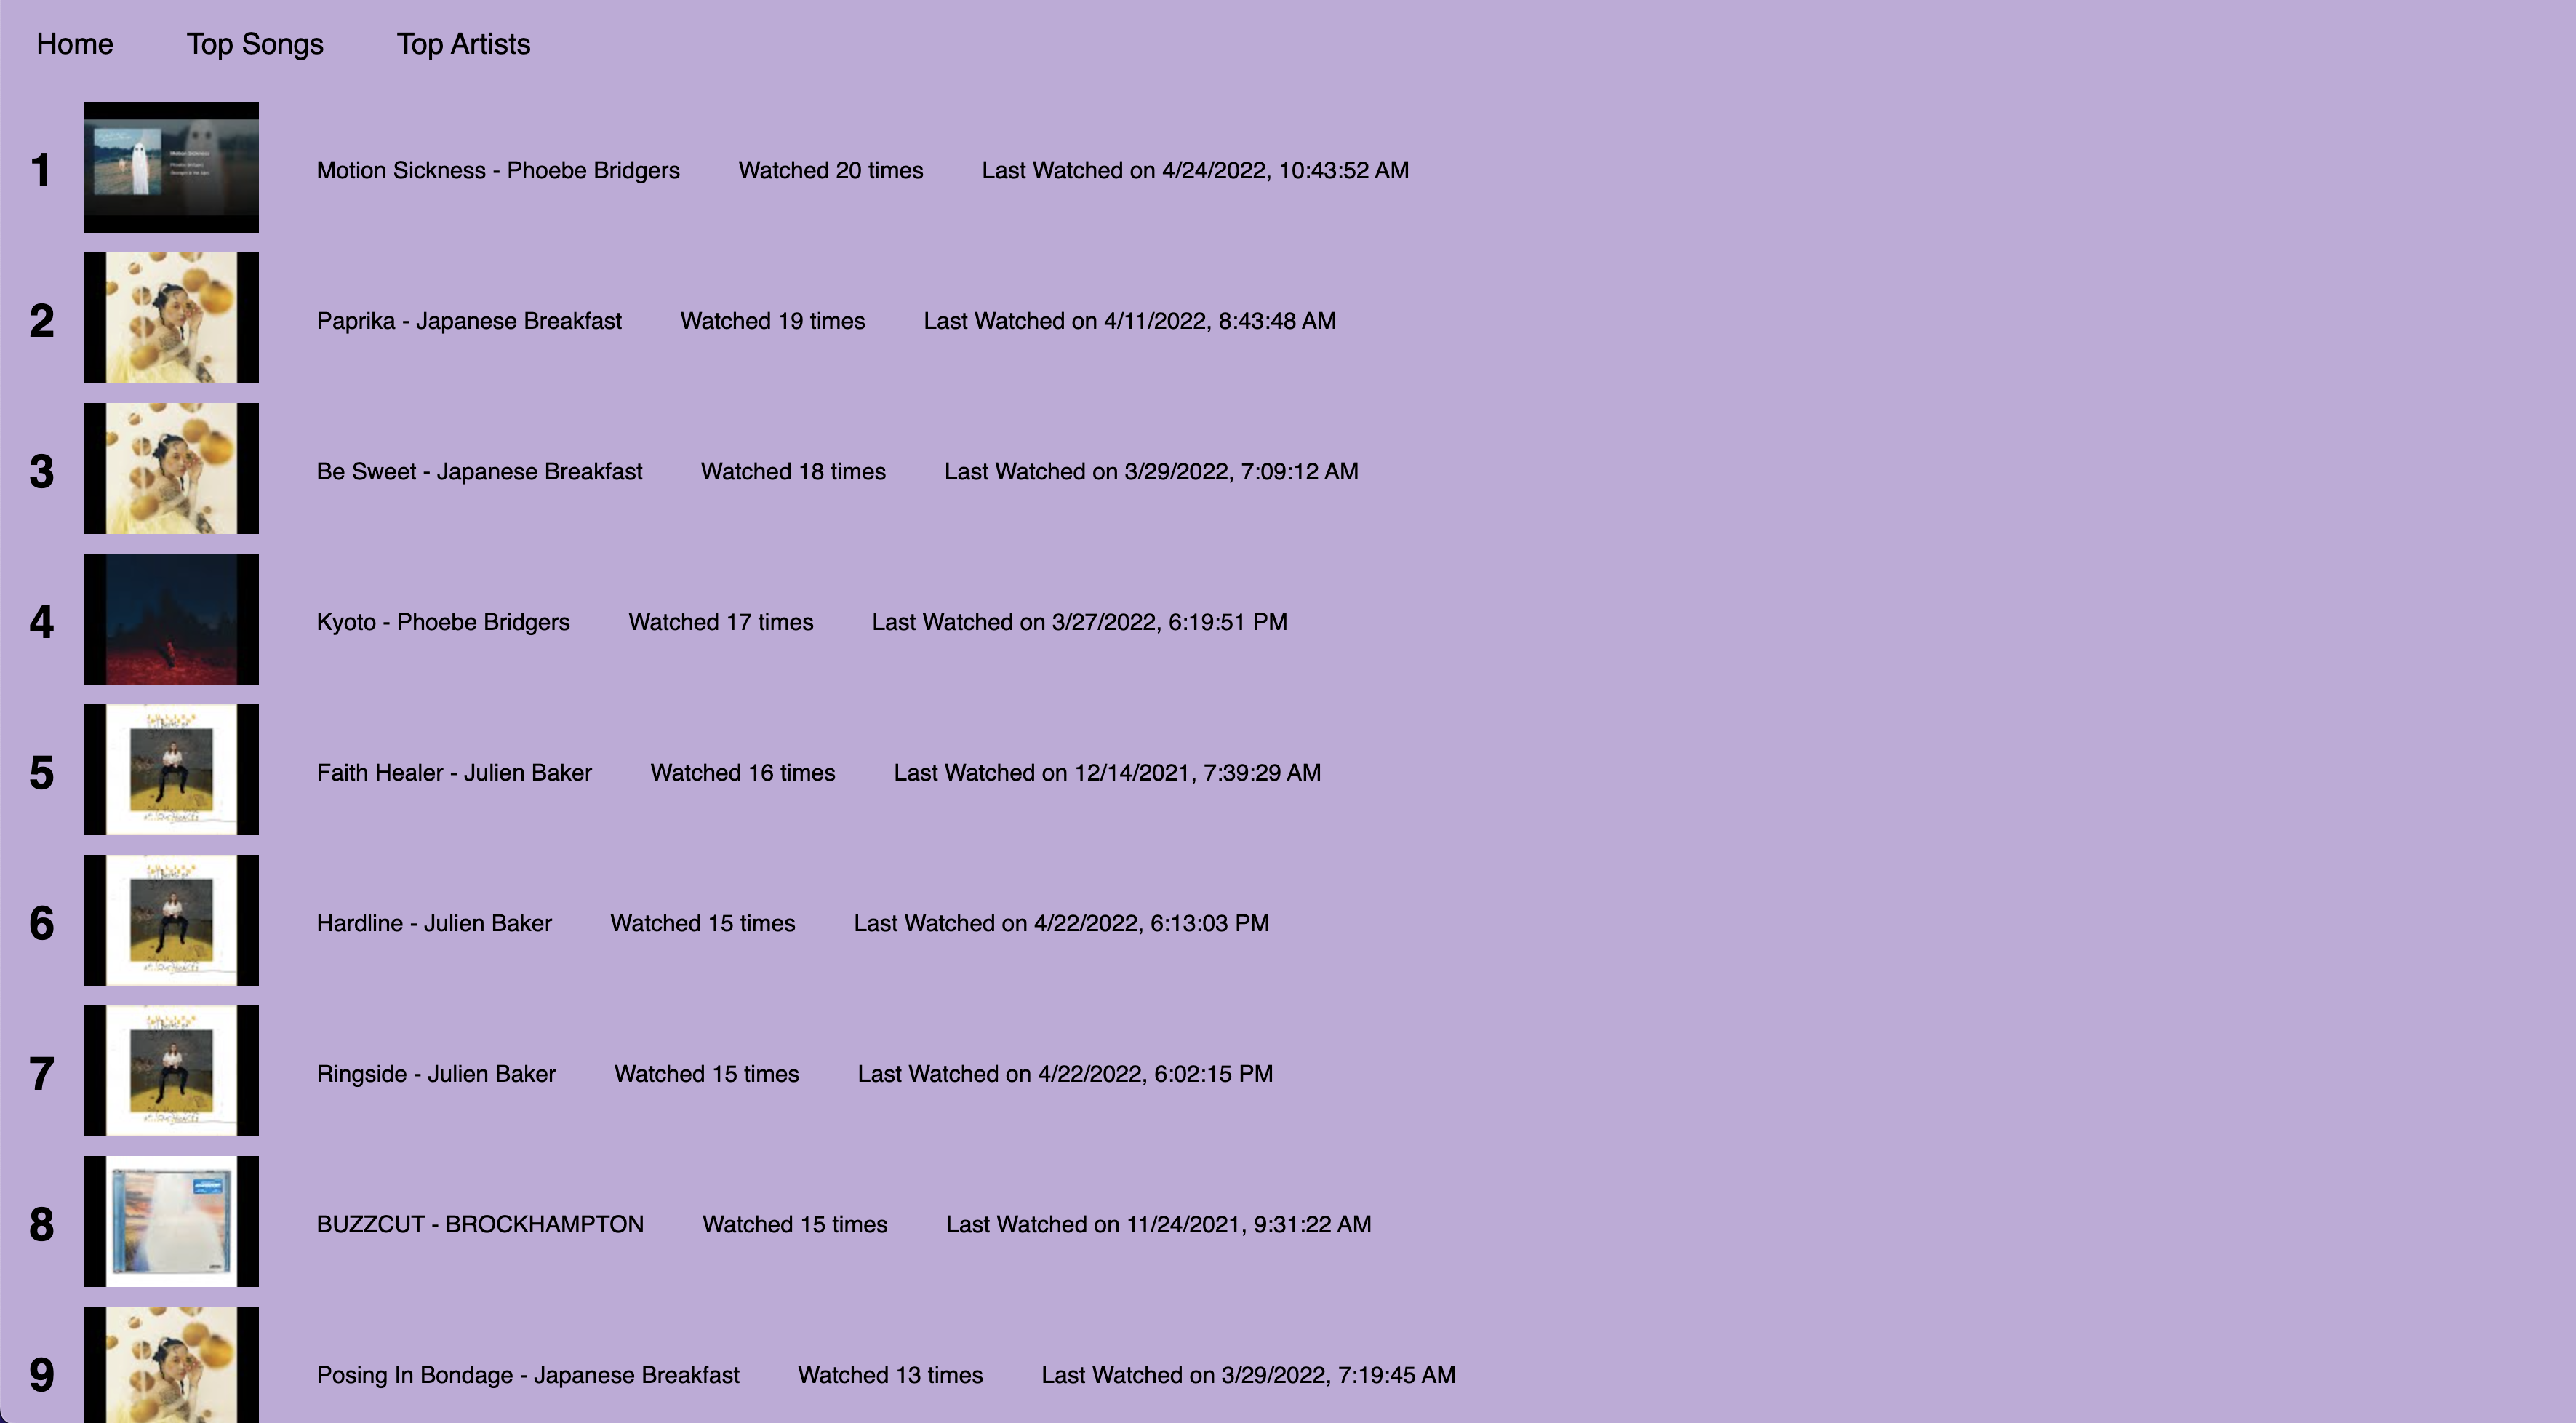 Home Top Songs Top Artists
1 Motion Sickness - Phoebe Bridgers Watched 20 times Last Watched on 4/24/2022, 10:43:52 AM
2 Paprika - Japanese Breakfast Watched 19 times Last Watched on 4/11/2022, 8:43:48 AM
3 Be Sweet - Japanese Breakfast Watched 18 times Last Watched on 3/29/2022, 7:09:12 AM
4 Kyoto - Phoebe Bridgers Watched 17 times Last Watched on 3/27/2022, 6:19:51 PM
5 Faith Healer - Julien Baker Watched 16 times Last Watched on 12/14/2021, 7:39:29 AM
6 Hardline - Julien Baker Watched 15 times Last Watched on 4/22/2022, 6:13:03 PM
7 Ringside - Julien Baker Watched 15 times Last Watched on 4/22/2022, 6:02:15 PM
8 BUZZCUT - BROCKHAMPTON Watched 15 times Last Watched on 11/24/2021, 9:31:22 AM
9 Posing In Bondage - Japanese Breakfast Watched 13 times Last Watched on 3/29/2022, 7:19:45 AM